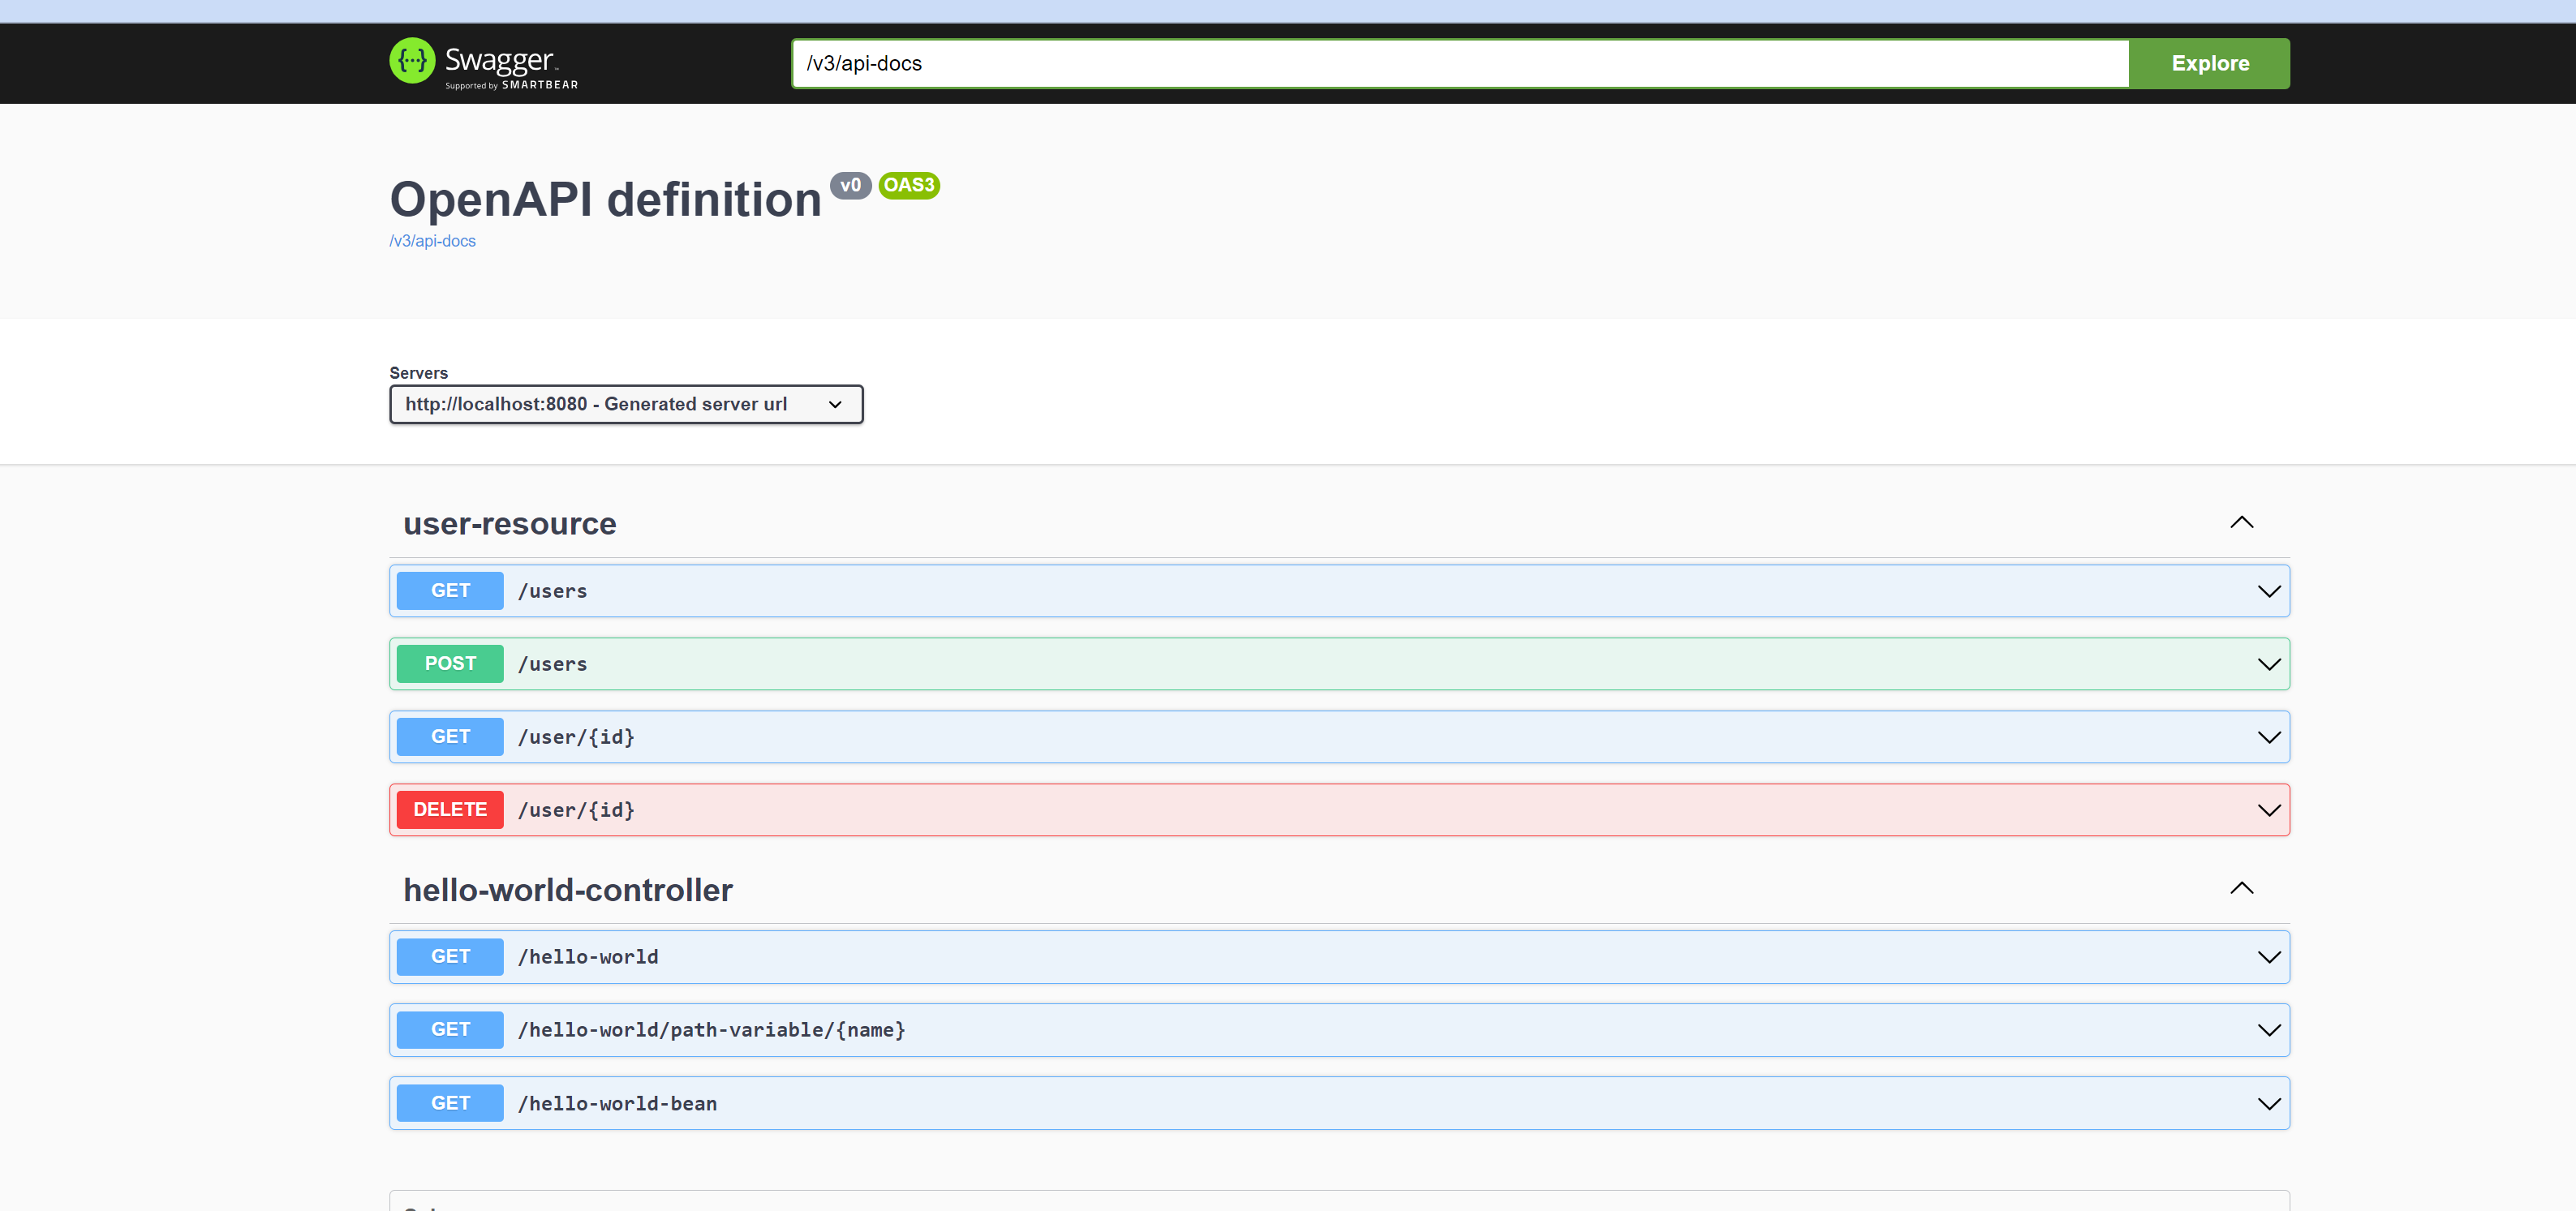 {...} Swagger
Supported by SMARTBEAR
/v3/api-docs
Explore
OpenAPI definition v0 OAS3
/v3/api-docs
Servers
http://localhost:8080 - Generated server url
user-resource
GET /users
POST /users
GET /user/{id}
DELETE /user/{id}
hello-world-controller
GET /hello-world
GET /hello-world/path-variable/{name}
GET /hello-world-bean